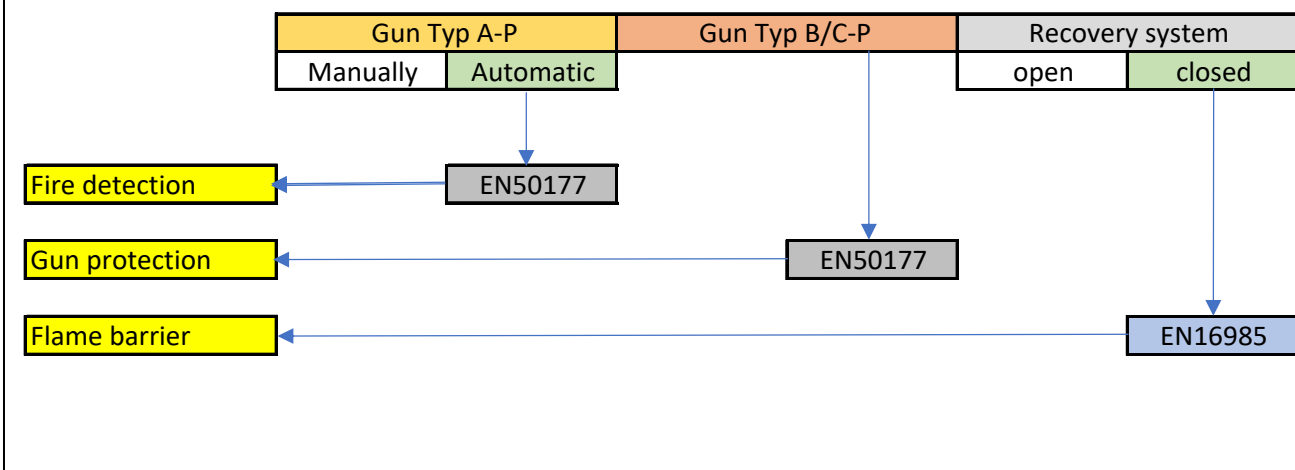 Gun Typ A-P Gun Typ B/C-P Recovery system
Manually Automatic open closed
Fire detection EN50177
Gun protection EN50177
Flame barrier EN16985